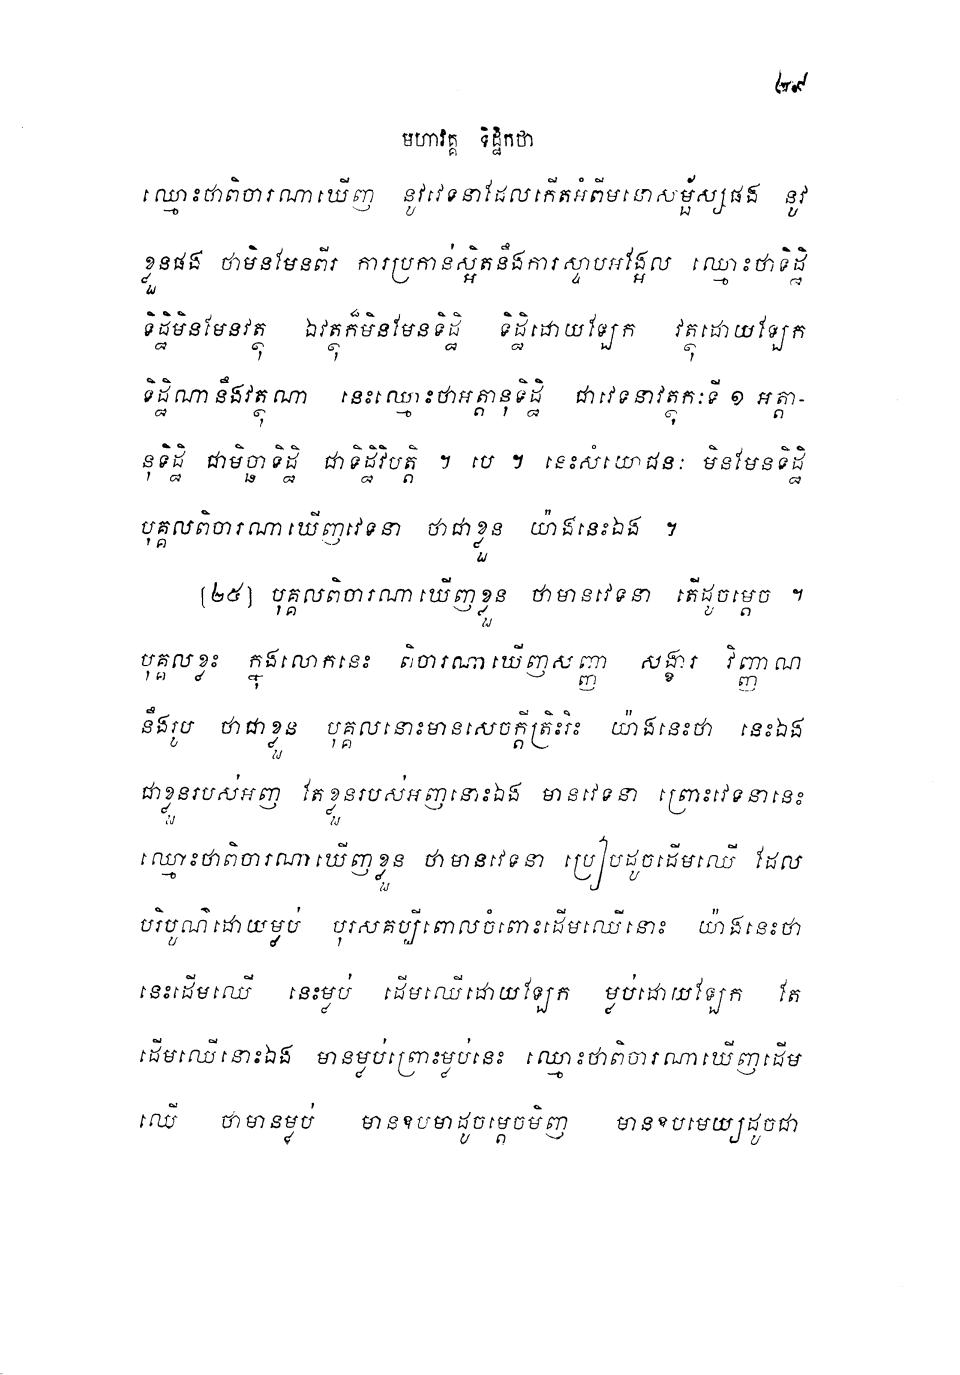 ២៩
មហាវគ្គ ទិដ្ឋិកថា
ឈ្មោះថាពិចារណាឃើញ នូវវេទនាដែលកើតអំពីមនោសម្ផ័ស្សផង នូវ
ខ្លួនផង ថាមិនមែនពីរ ការប្រកាន់ស្អិតនឹងការស្ទាបអង្អែល ឈ្មោះថាទិដ្ឋិ
ទិដ្ឋិមិនមែនវត្ថុ ឯវត្ថុក៏មិនមែនទិដ្ឋិ ទិដ្ឋិដោយឡែក វត្ថុដោយឡែក
ទិដ្ឋិណានឹងវត្ថុណា នេះឈ្មោះថាអត្តានុទិដ្ឋិ ជាវេទនាវត្ថុកៈទី ១ អត្តា-
នុទិដ្ឋិ ជាមិច្ឆាទិដ្ឋិ ជាទិដ្ឋិវិបត្តិ ។ បេ ។ នេះសំយោជនៈ មិនមែនទិដ្ឋិ
បុគ្គលពិចារណាឃើញវេទនា ថាជាខ្លួន យ៉ាងនេះឯង ។
[២៥] បុគ្គលពិចារណាឃើញខ្លួន ថាមានវេទនា តើដូចម្តេច ។
បុគ្គលខ្លះ ក្នុងលោកនេះ ពិចារណាឃើញសញ្ញា សង្ខារ វិញ្ញាណ
នឹងរូប ថាជាខ្លួន បុគ្គលនោះមានសេចក្តីត្រិះរិះ យ៉ាងនេះថា នេះឯង
ជាខ្លួនរបស់អញ តែខ្លួនរបស់អញនោះឯង មានវេទនា ព្រោះវេទនានេះ
ឈ្មោះថាពិចារណាឃើញខ្លួន ថាមានវេទនា ប្រៀបដូចដើមឈើ ដែល
បរិបូណ៌ដោយម្លប់ បុរសគប្បីពោលចំពោះដើមឈើនោះ យ៉ាងនេះថា
នេះដើមឈើ នេះម្លប់ ដើមឈើដោយឡែក ម្លប់ដោយឡែក តែ
ដើមឈើនោះឯង មានម្លប់ព្រោះម្លប់នេះ ឈ្មោះថាពិចារណាឃើញដើម
ឈើ ថាមានម្លប់ មានឧបមាដូចម្តេចមិញ មានឧបមេយ្យដូចជា